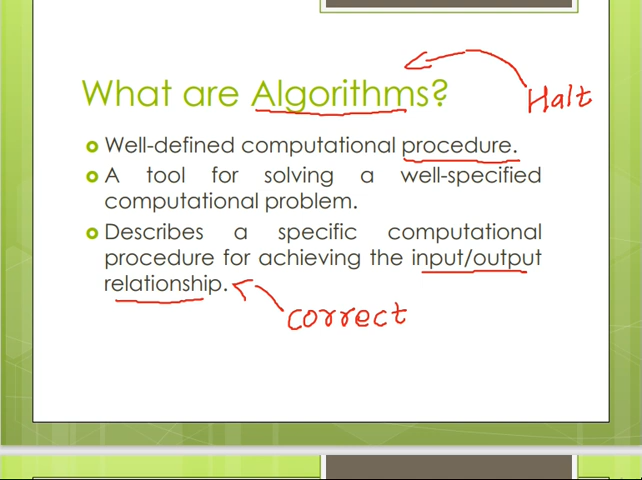 What are Algorithms?
Halt
Well-defined computational procedure.
A tool for solving a well-specified
computational problem.
Describes a specific computational
procedure for achieving the input/output
relationship.
correct